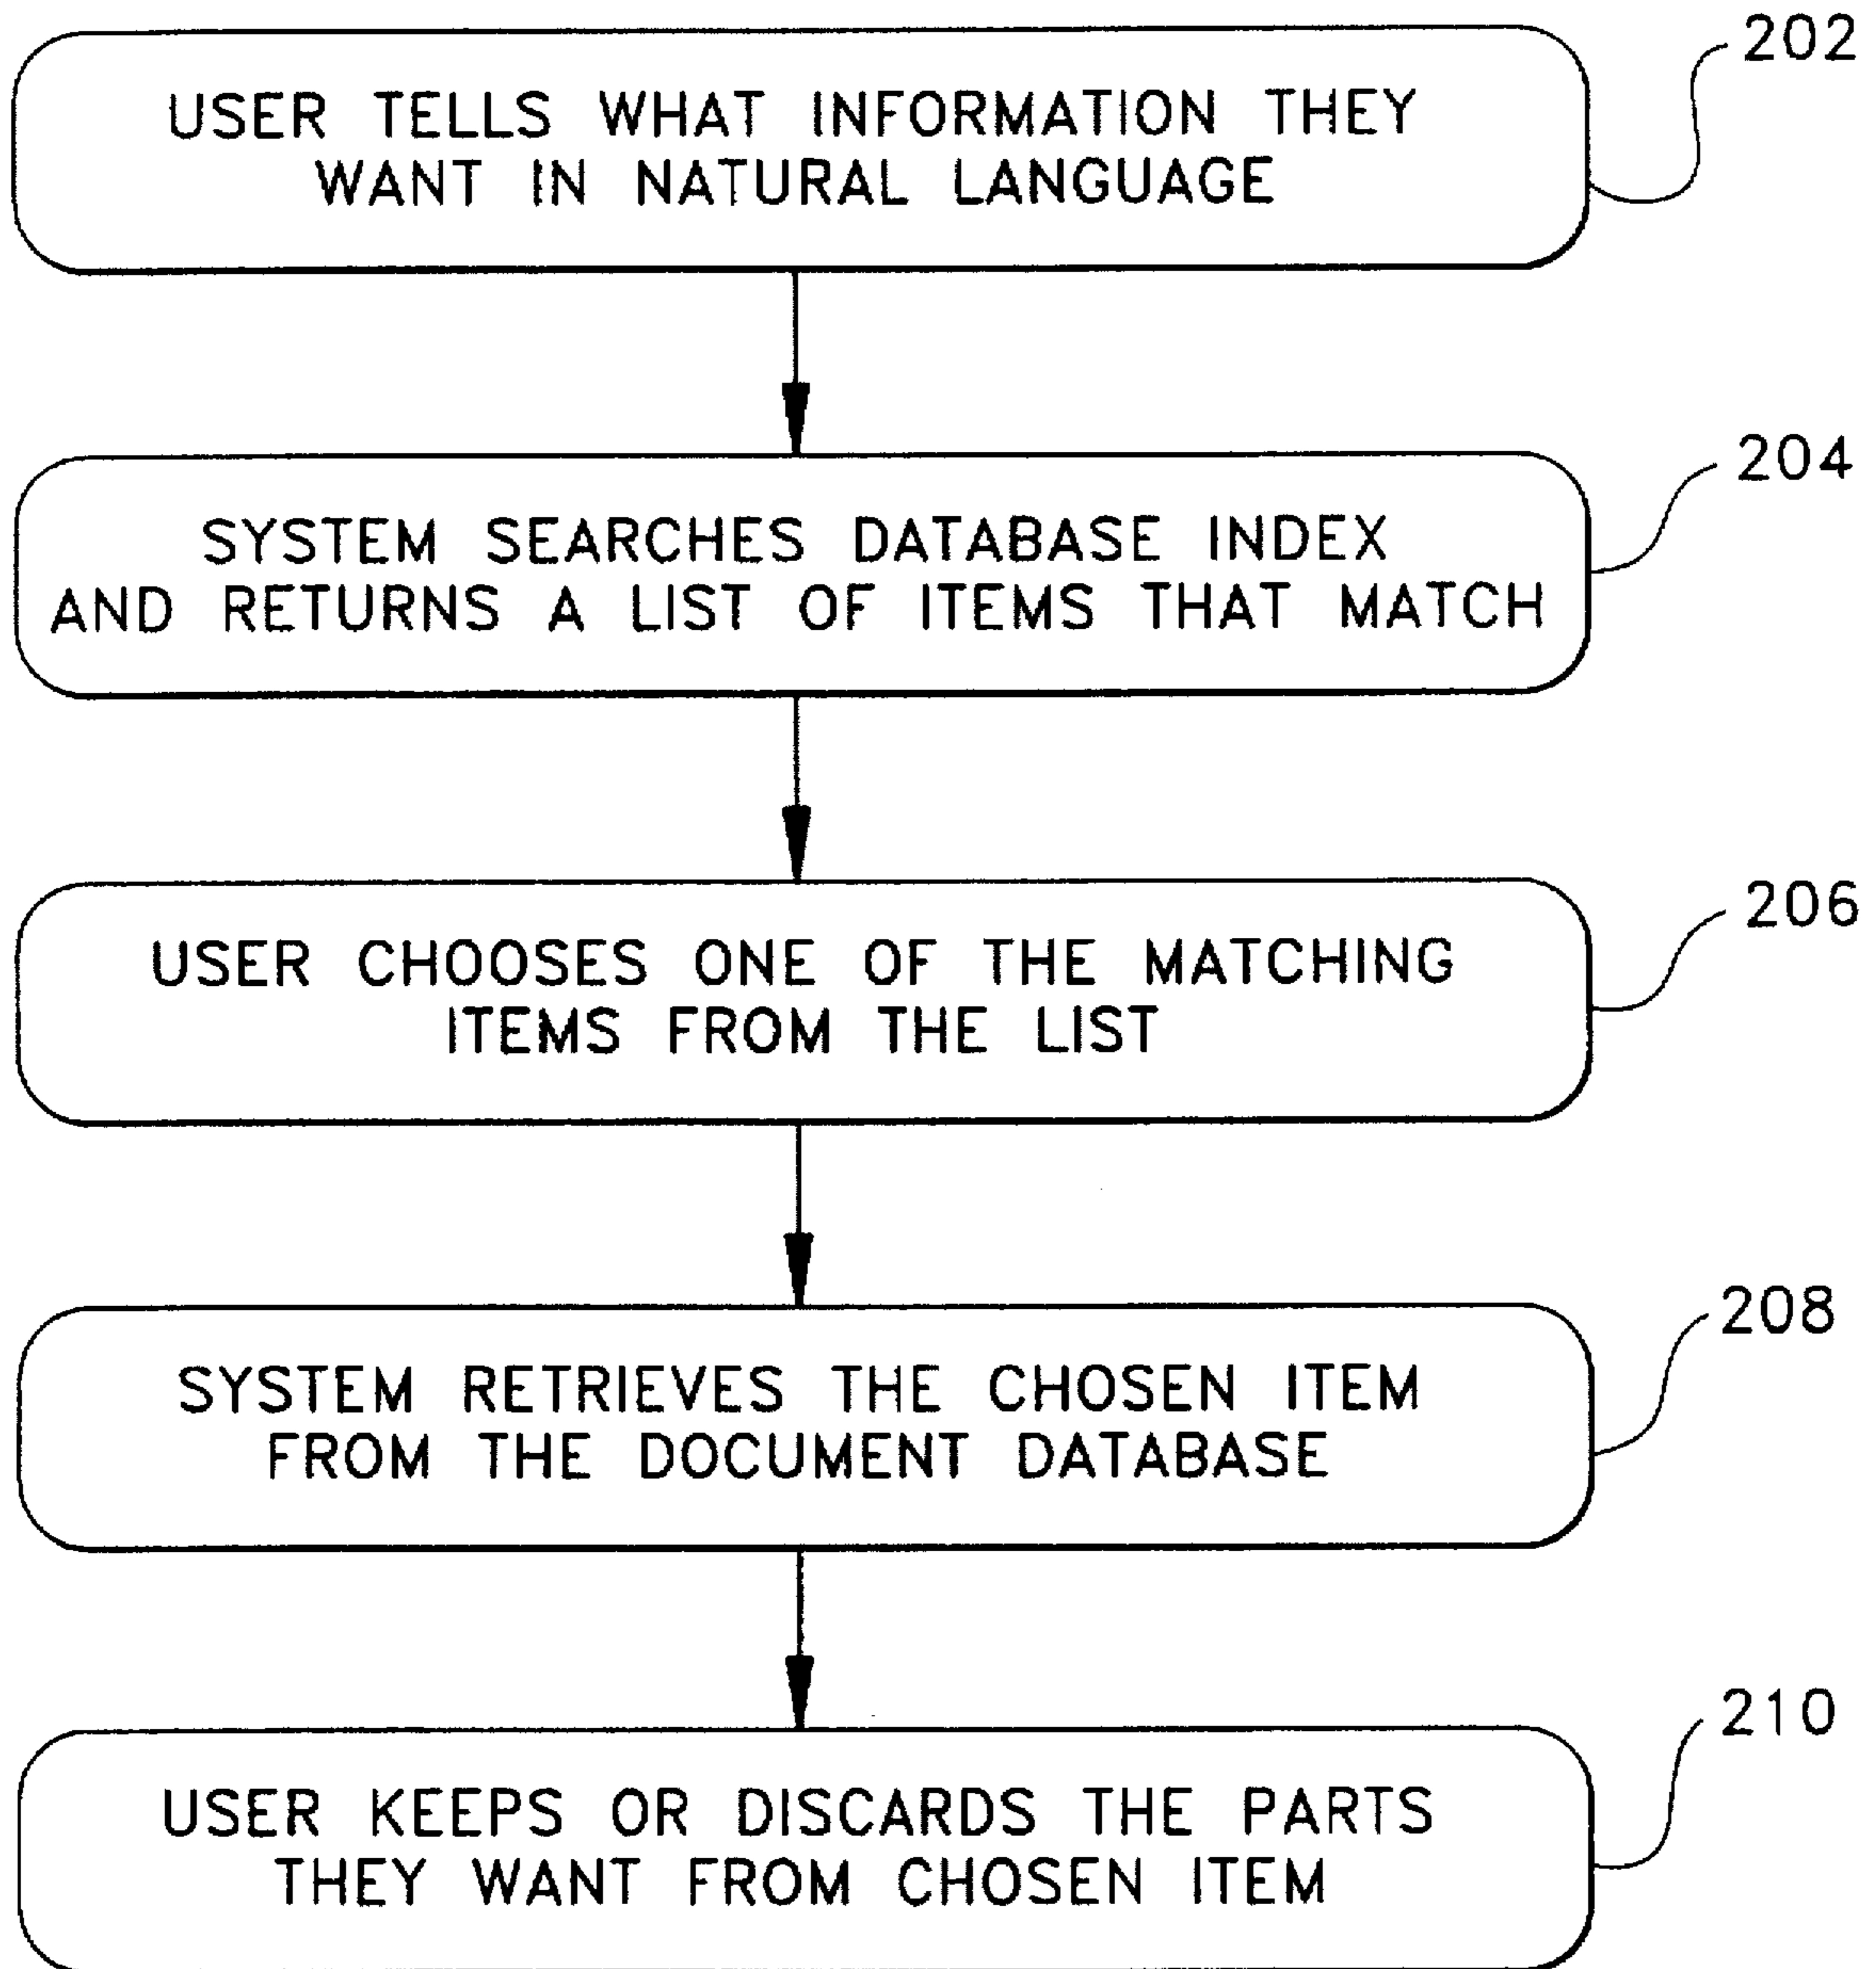 202
USER TELLS WHAT INFORMATION THEY
WANT IN NATURAL LANGUAGE
204
SYSTEM SEARCHES DATABASE INDEX
AND RETURNS A LIST OF ITEMS THAT MATCH
206
USER CHOOSES ONE OF THE MATCHING
ITEMS FROM THE LIST
208
SYSTEM RETRIEVES THE CHOSEN ITEM
FROM THE DOCUMENT DATABASE
210
USER KEEPS OR DISCARDS THE PARTS
THEY WANT FROM CHOSEN ITEM